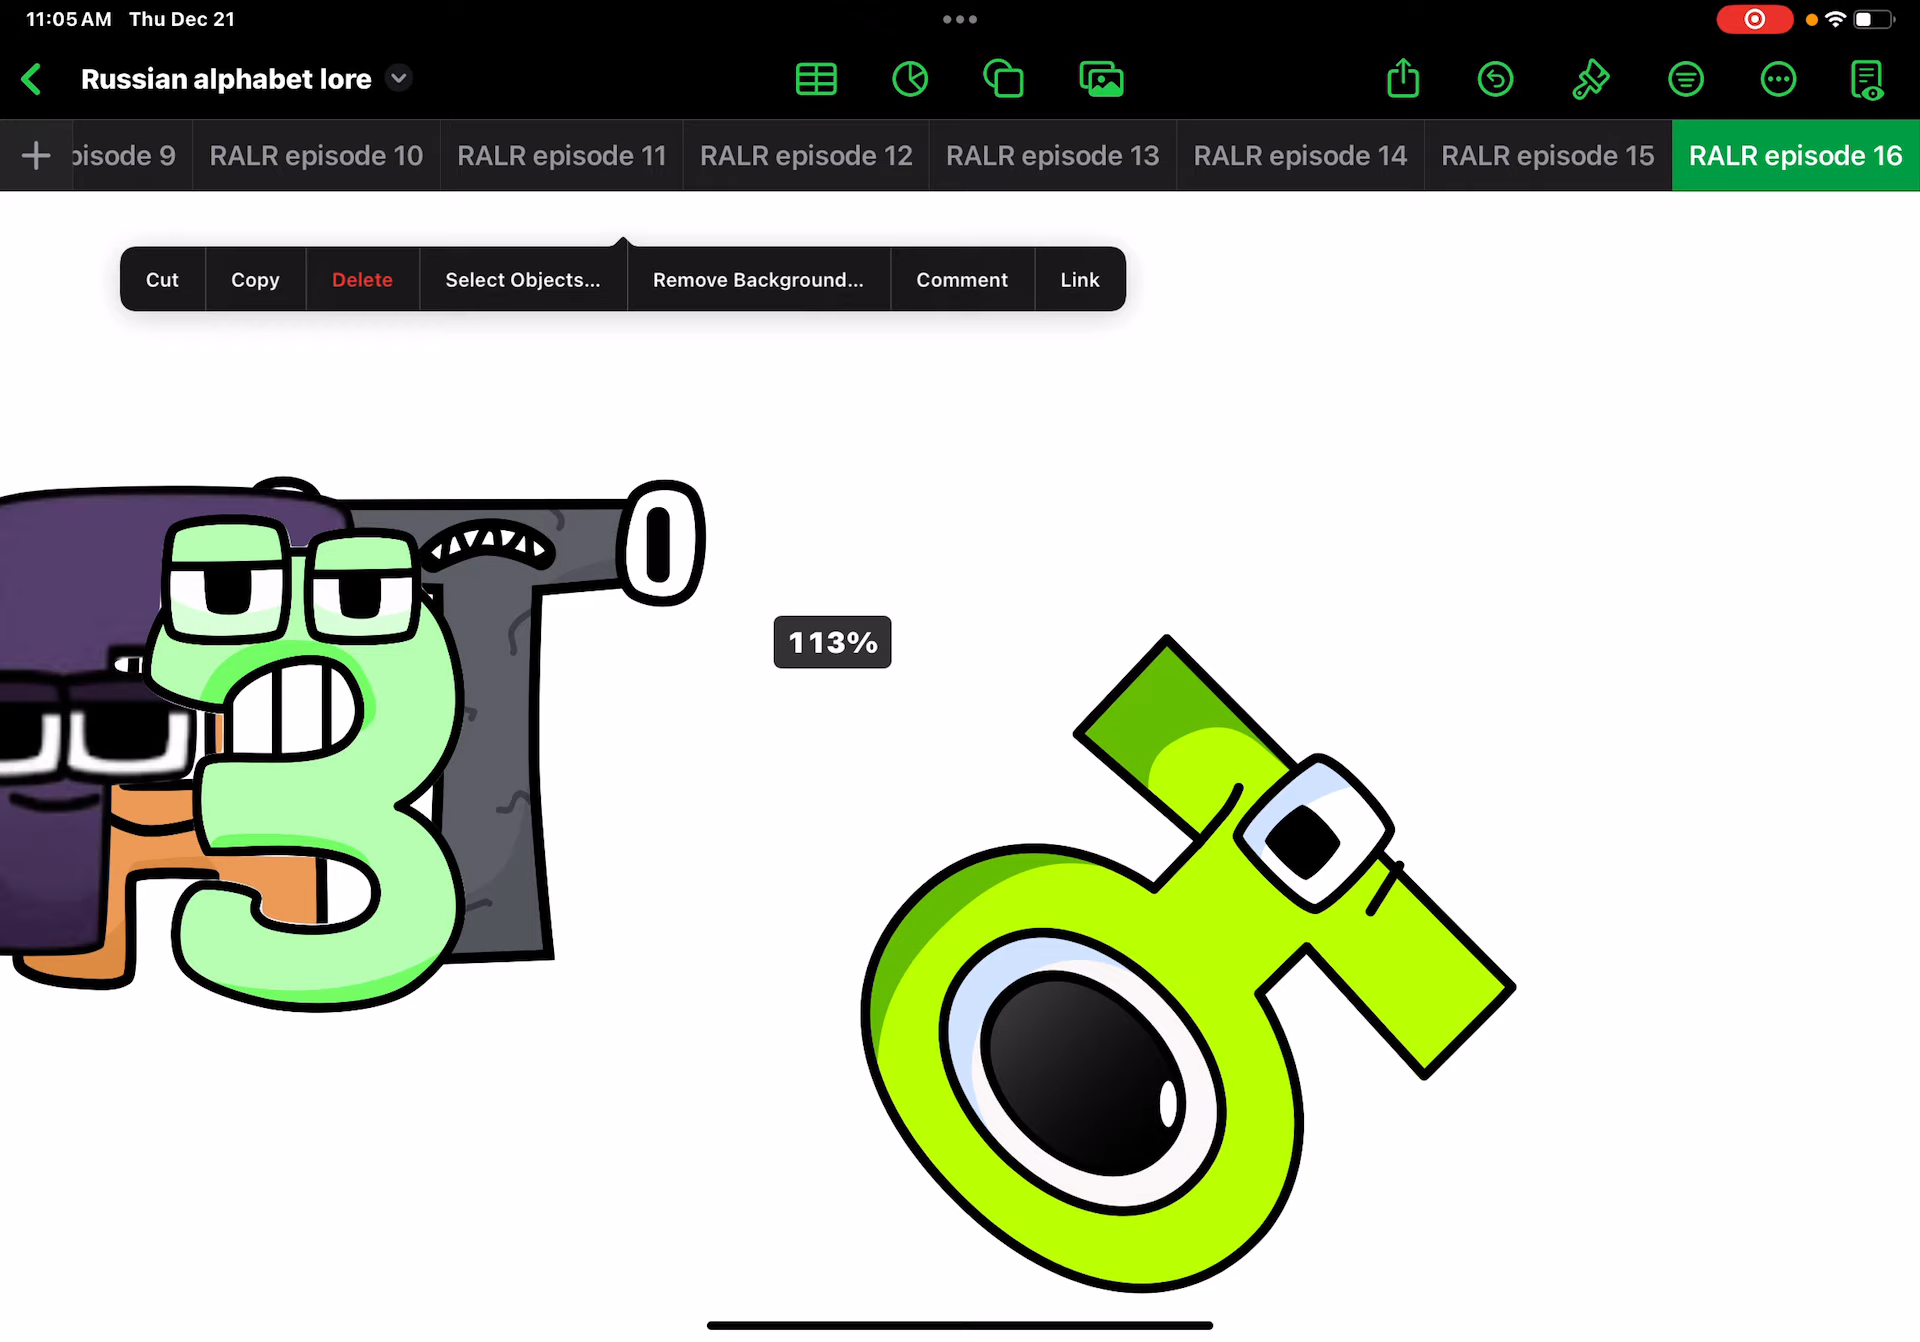 11:05 AM Thu Dec 21
Russian alphabet lore
pisode 9 RALR episode 10 RALR episode 11 RALR episode 12 RALR episode 13 RALR episode 14 RALR episode 15 RALR episode 16
Cut Copy Delete Select Objects... Remove Background... Comment Link
113%